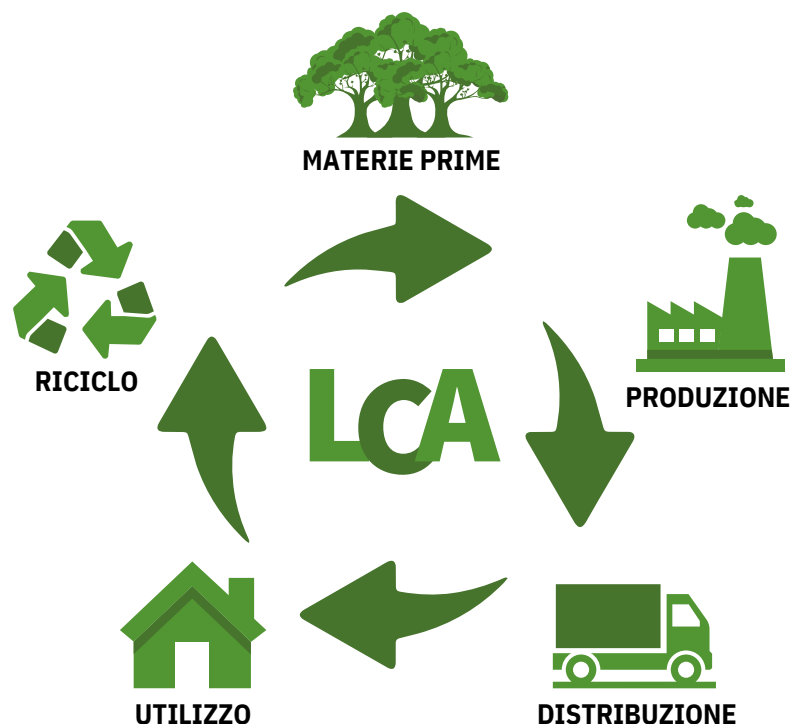 MATERIE PRIME
RICICLO
PRODUZIONE
LCA
UTILIZZO
DISTRIBUZIONE